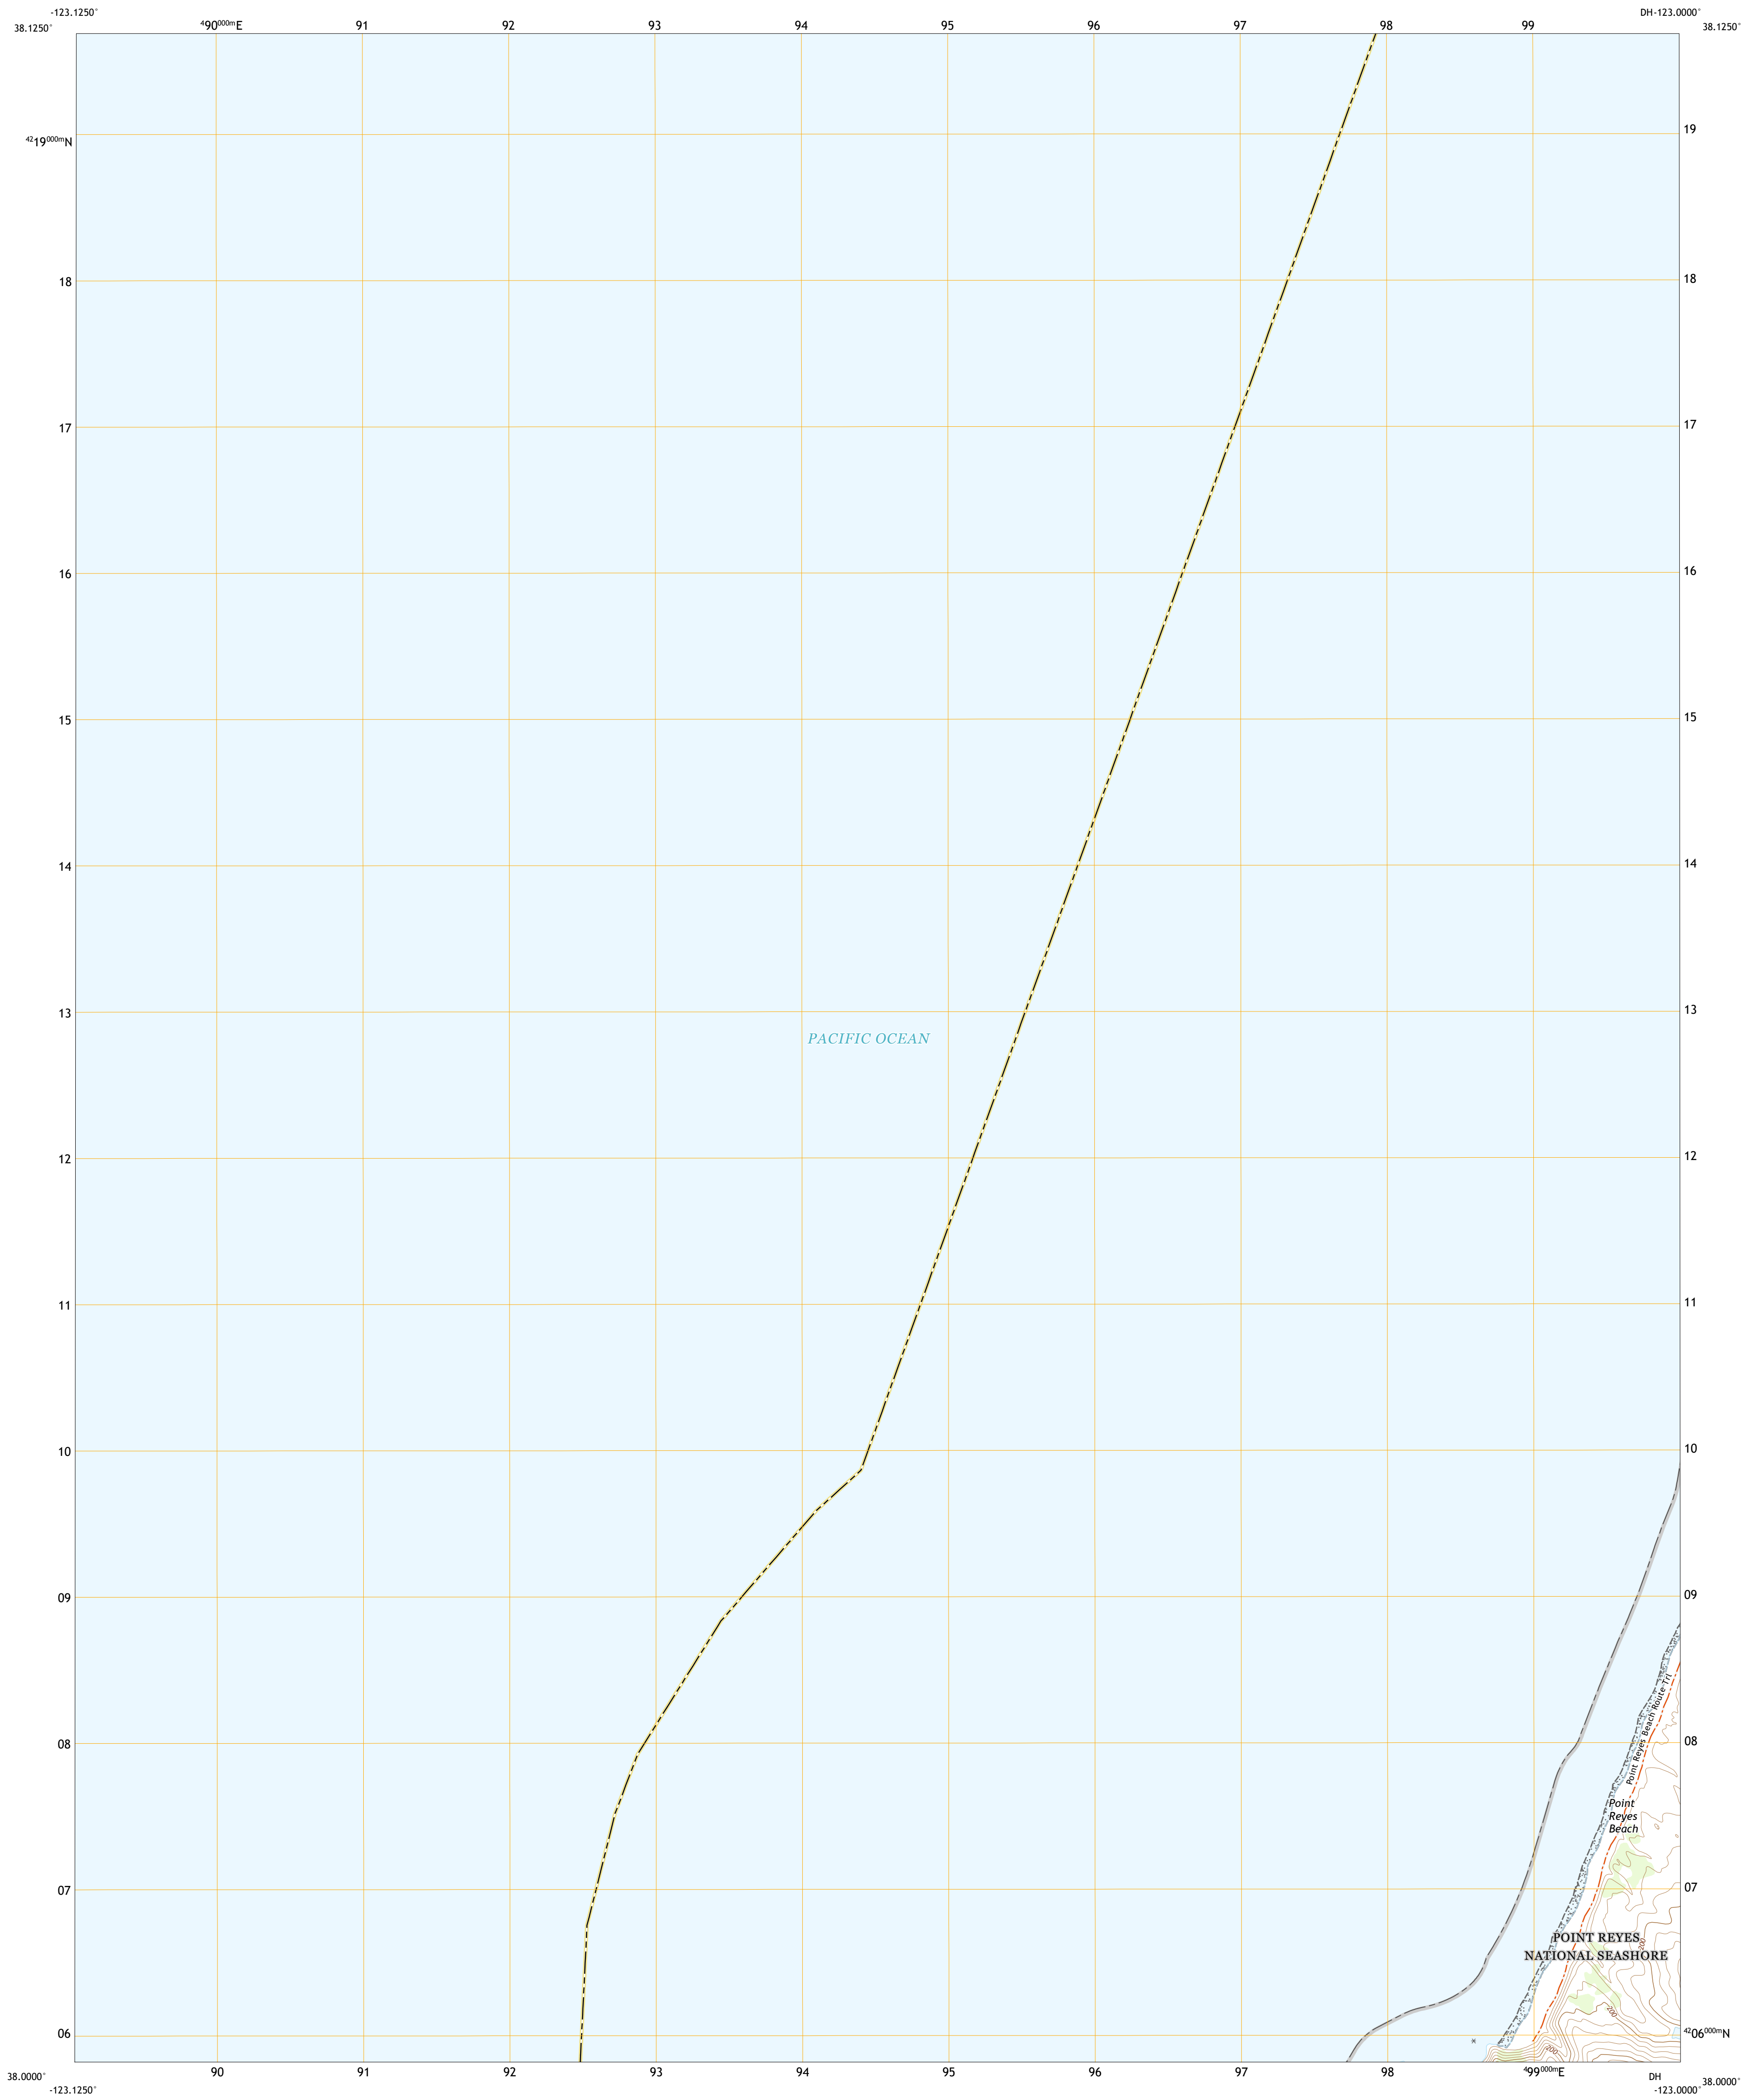 -123.1250°
DH -123.0000°
38.1250°
⁴90⁰⁰⁰ᵐE 91 92 93 94 95 96 97 98 99
38.1250°
⁴²19⁰⁰⁰ᵐN
19
18
18
17
17
16
16
15
15
14
14
13
13
PACIFIC OCEAN
12
12
11
11
10
10
09
09
Point Reyes Beach Route Trl
08
08
Point
Reyes
Beach
07
07
POINT REYES
200
NATIONAL SEASHORE
200
06
⁴²06⁰⁰⁰ᵐN
200
90 91 92 93 94 95 96 97 98 ⁴99⁰⁰⁰ᵐE
38.0000°
DH
38.0000°
-123.1250°
-123.0000°